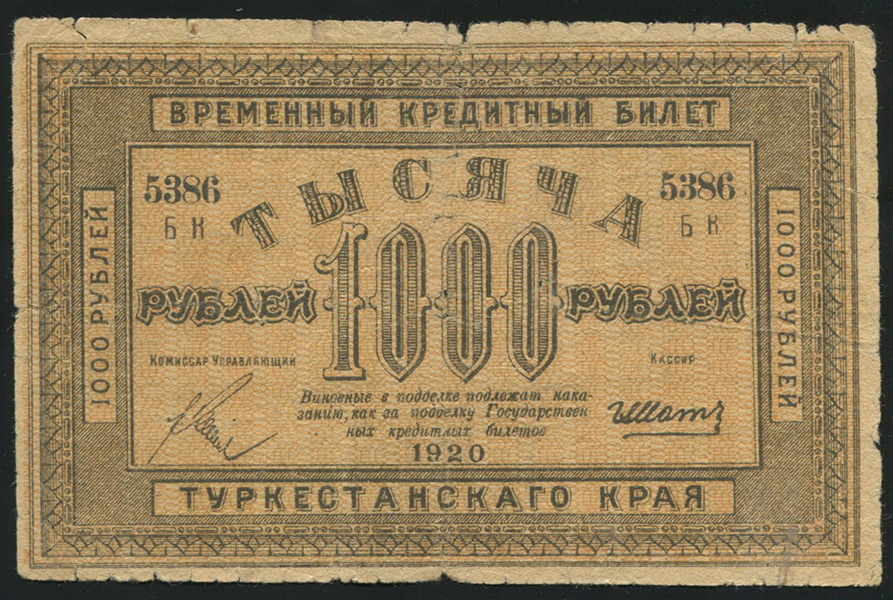 ВРЕМЕННЫЙ КРЕДИТНЫЙ БИЛЕТ
5386 5386
БК БК
ТЫСЯЧА
1000
РУБЛЕЙ РУБЛЕЙ
1000 РУБЛЕЙ
1000 РУБЛЕЙ
КОМИССАР УПРАВЛЯЮЩИЙ КАССИР
Виновные в подделке подлежат нака-
занию, как за подделку Государствен
ных кредитных билетов
1920
ТУРКЕСТАНСКАГО КРАЯ